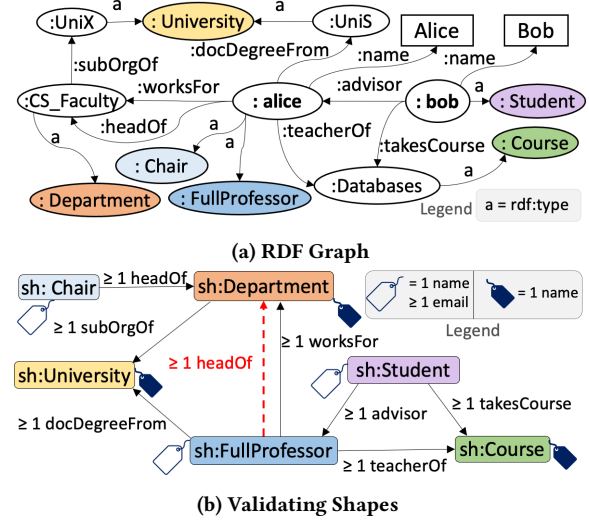 :UniX
a
: University
a
:UniS
Alice
Bob
:docDegreeFrom
:name
:name
:subOrgOf
:worksFor
:advisor
a
:CS_Faculty
: alice
: bob
: Student
:headOf
a
a
a
:teacherOf
:takesCourse
: Course
: Chair
a
: Department
: FullProfessor
:Databases
Legend
a = rdf:type
(a) RDF Graph
sh: Chair
≥ 1 headOf
sh:Department
= 1 name
≥ 1 email
= 1 name
Legend
≥ 1 subOrgOf
≥ 1 headOf
≥ 1 worksFor
sh:University
sh:Student
≥ 1 docDegreeFrom
≥ 1 advisor
≥ 1 takesCourse
sh:FullProfessor
≥ 1 teacherOf
sh:Course
(b) Validating Shapes